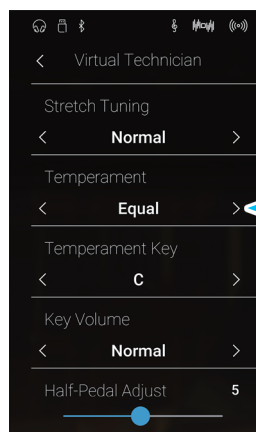 Virtual Technician
Stretch Tuning
Normal
Temperament
Equal
Temperament Key
C
Key Volume
Normal
Half-Pedal Adjust 5